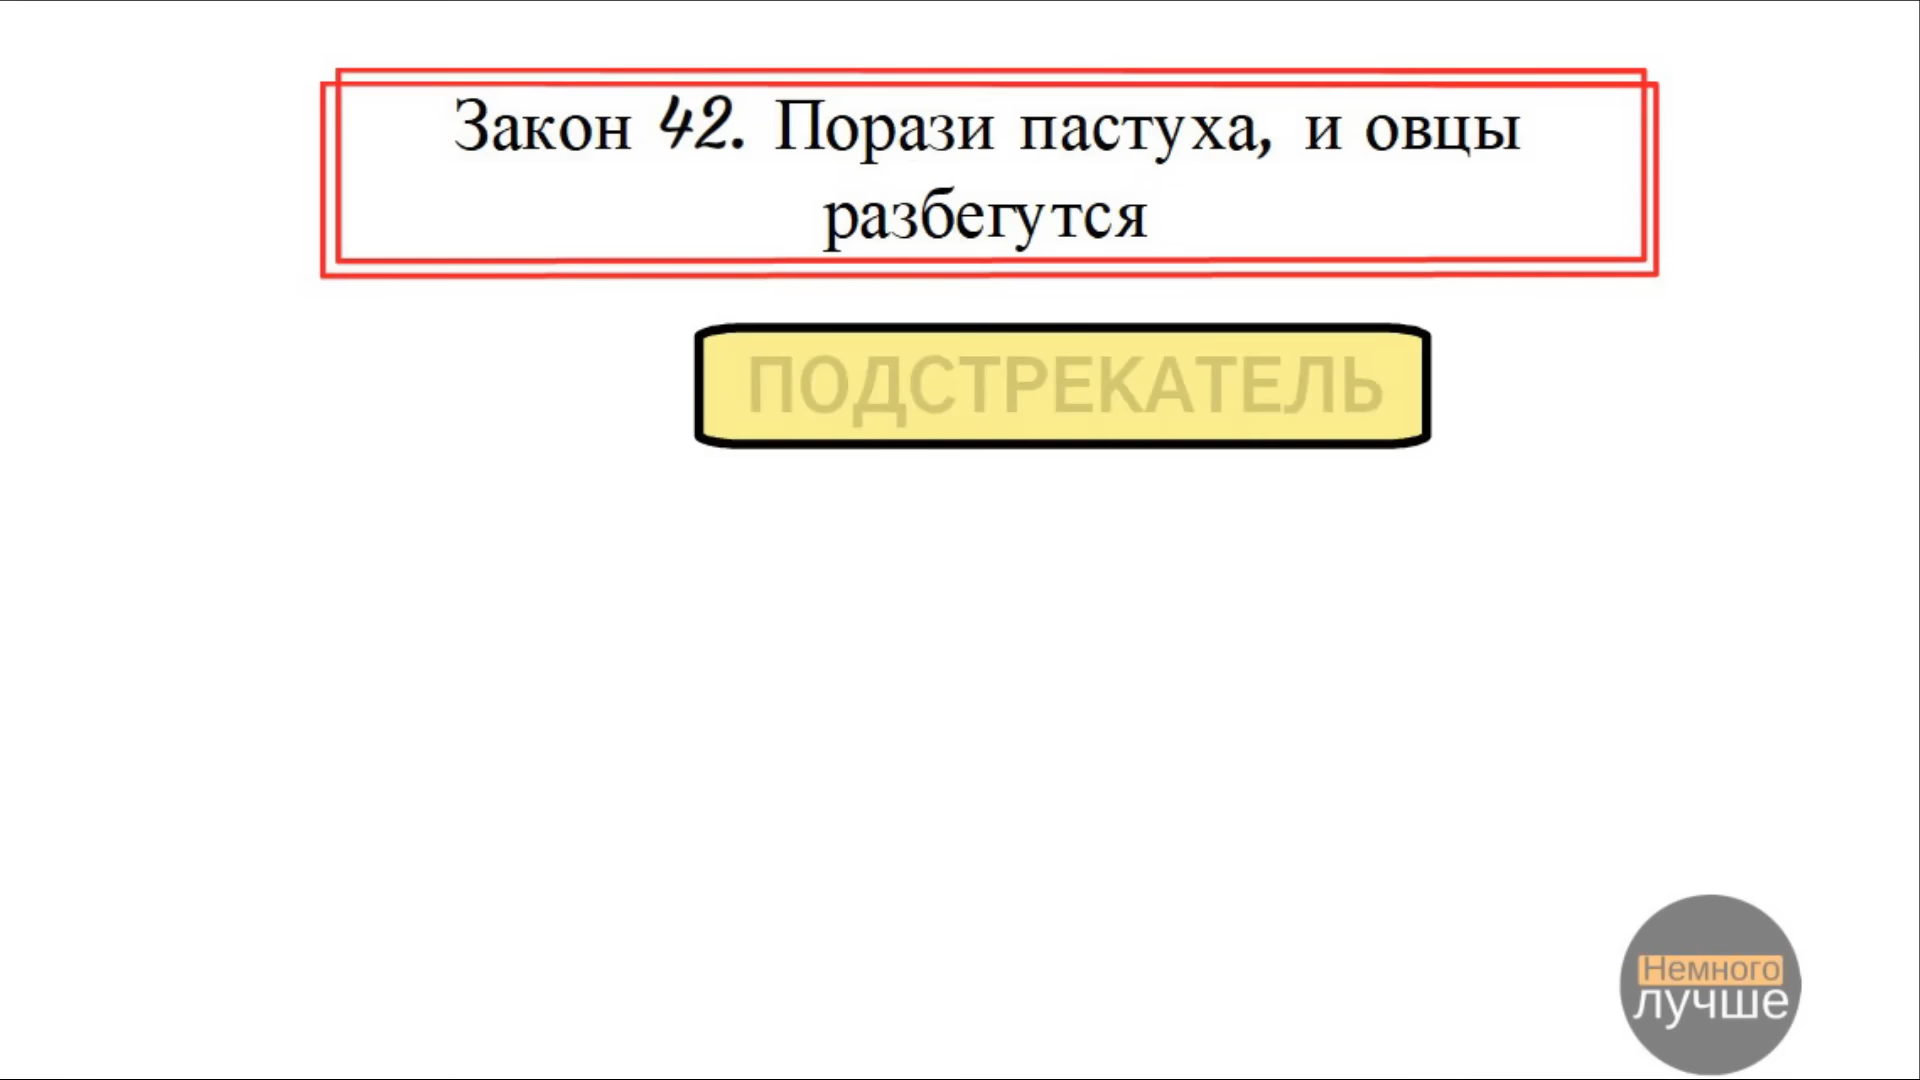 Закон 42. Порази пастуха, и овцы
разбегутся
ПОДСТРЕКАТЕЛЬ
Немного
лучше